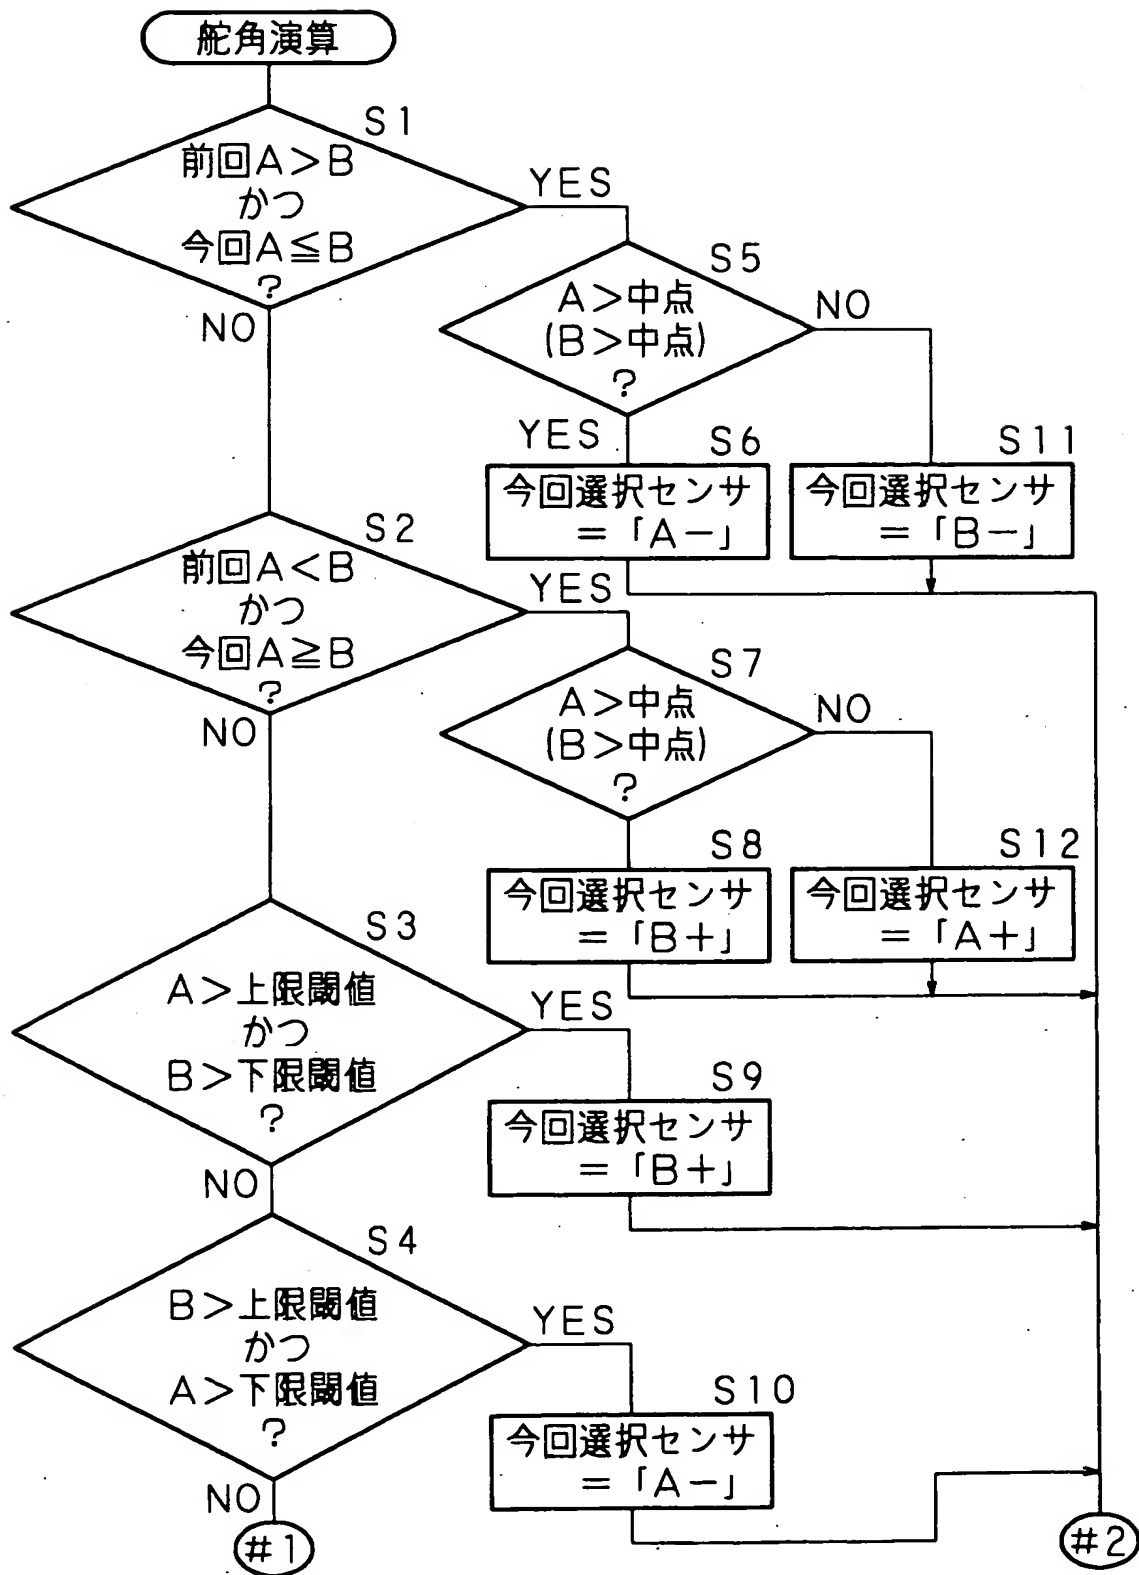 舵角演算
S1
前回A>B
かつ
今回A≦B
?
YES
NO
S5
A>中点
(B>中点)
?
NO
YES
S6
今回選択センサ
=「A-」
S11
今回選択センサ
=「B-」
S2
前回A<B
かつ
今回A≧B
?
YES
NO
S7
A>中点
(B>中点)
?
NO
S8
今回選択センサ
=「B+」
S12
今回選択センサ
=「A+」
S3
A>上限閾値
かつ
B>下限閾値
?
YES
NO
S9
今回選択センサ
=「B+」
S4
B>上限閾値
かつ
A>下限閾値
?
YES
NO
S10
今回選択センサ
=「A-」
#1
#2